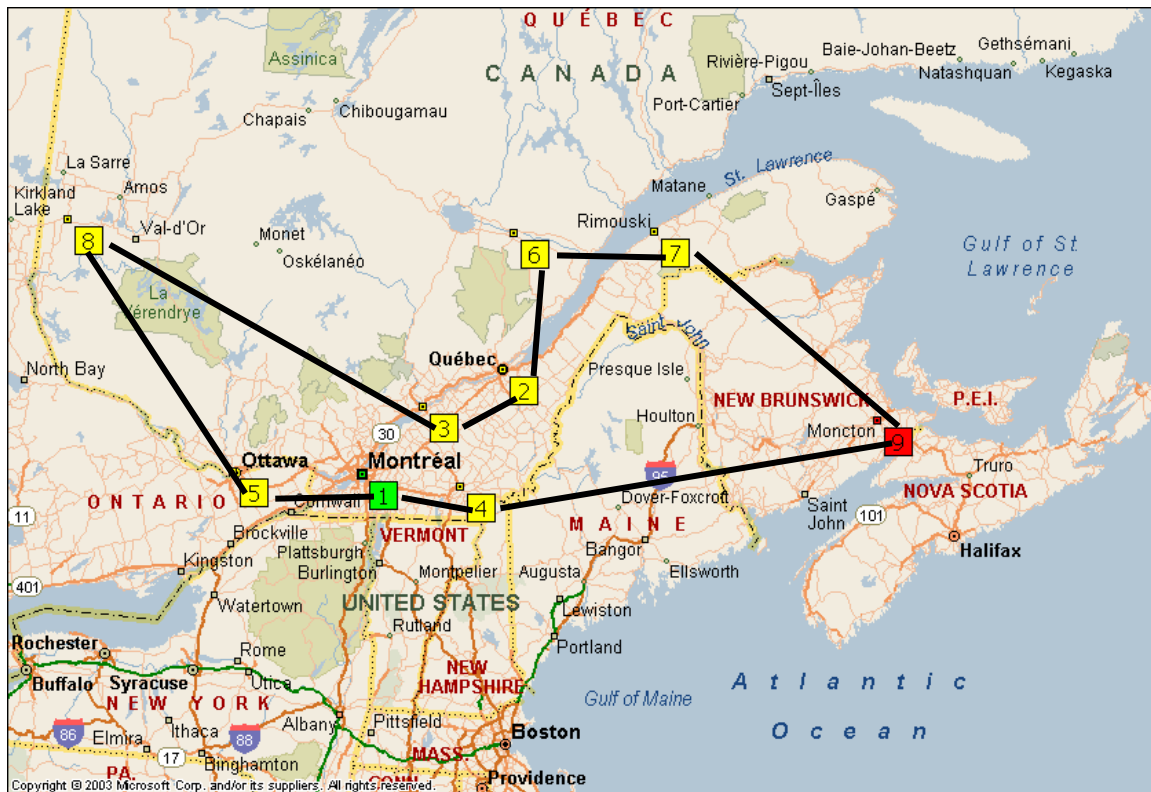 QUÉBEC
Assinica
CANADA
Baie-Johan-Beetz
Gethsémani
Rivière-Pigou
Natashquan
Kegaska
Sept-Îles
Port-Cartier
Chibougamau
Chapais
La Sarre
St. Lawrence
Matane
Kirkland
Lake
Amos
Gaspé
Rimouski
Val-d'Or
Monet
8
6
7
Oskélanéo
Gulf of St.
Lawrence
La
Vérendrye
Saint-John
Québec
North Bay
Presque Isle
2
NEW BRUNSWICK
P.E.I.
Houlton
30
3
Moncton
9
Ottawa
Montréal
95
Truro
5
1
4
ONTARIO
Cornwall
Dover-Foxcroft
Saint
John
NOVA SCOTIA
11
101
Brockville
VERMONT
MAINE
Plattsburgh
Bangor
Halifax
Kingston
Burlington
Montpelier
Augusta
Ellsworth
401
Watertown
UNITED STATES
Lewiston
Rutland
Portland
Rochester
Rome
NEW
HAMPSHIRE
Buffalo
Syracuse
Utica
Gulf of Maine
Atlantic
Ocean
NEW YORK
Albany
Pittsfield
86
Ithaca
88
Boston
Elmira
17
Binghamton
MASS.
PA.
CONN.
Providence
Copyright © 2003 Microsoft Corp. and/or its suppliers. All rights reserved.